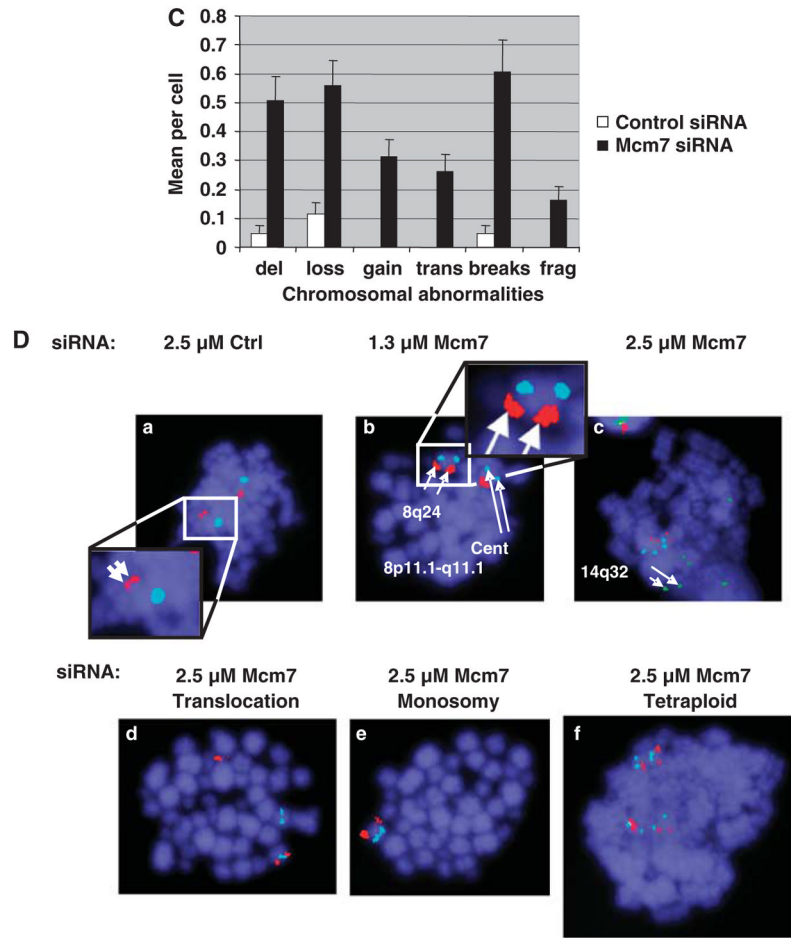 C
0.8
0.7
0.6
0.5
0.4
0.3
0.2
0.1
0
Mean per cell
del loss gain trans breaks frag
Chromosomal abnormalities
Control siRNA
Mcm7 siRNA
D siRNA: 2.5 µM Ctrl 1.3 µM Mcm7 2.5 µM Mcm7
a b c
8q24
Cent
8p11.1-q11.1
14q32
siRNA: 2.5 µM Mcm7 2.5 µM Mcm7 2.5 µM Mcm7
Translocation Monosomy Tetraploid
d e f